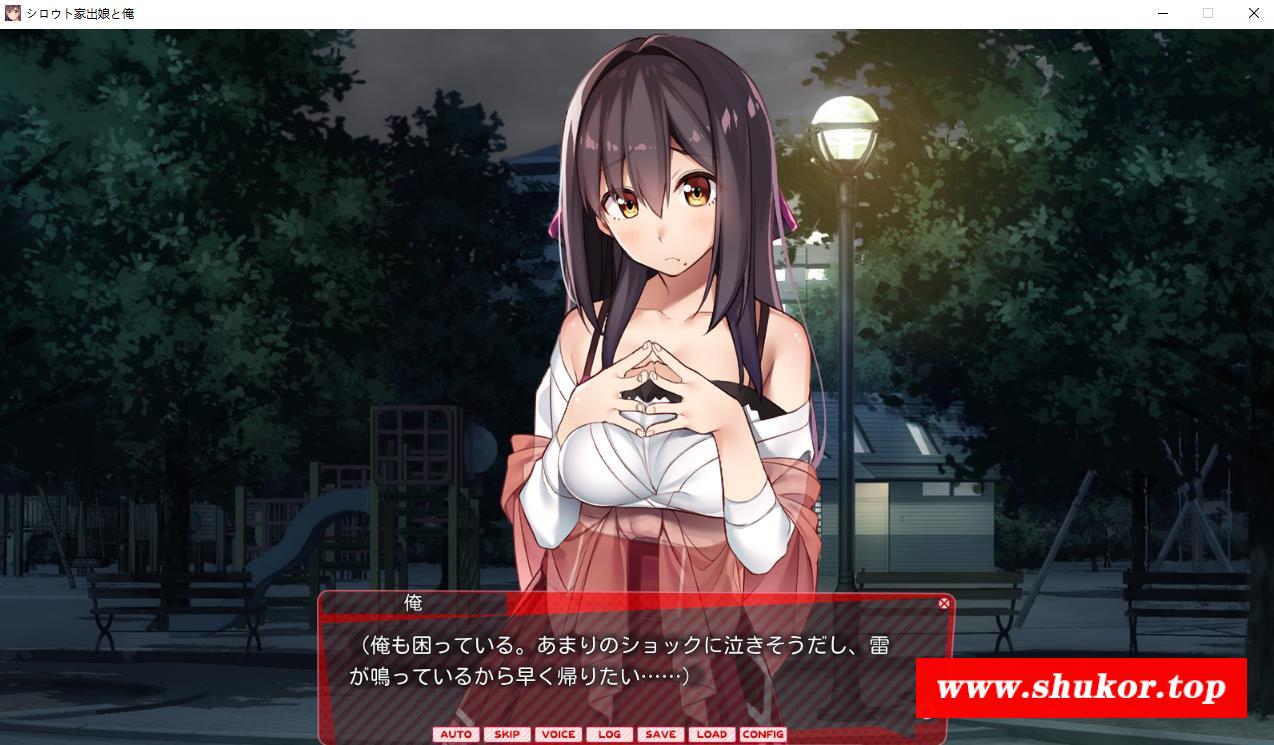 シロウト家出娘と俺
俺
（俺も困っている。あまりのショックに泣きそうだし、雷
が鳴っているから早く帰りたい……）
www.shukor.top
AUTO SKIP VOICE LOG SAVE LOAD CONFIG